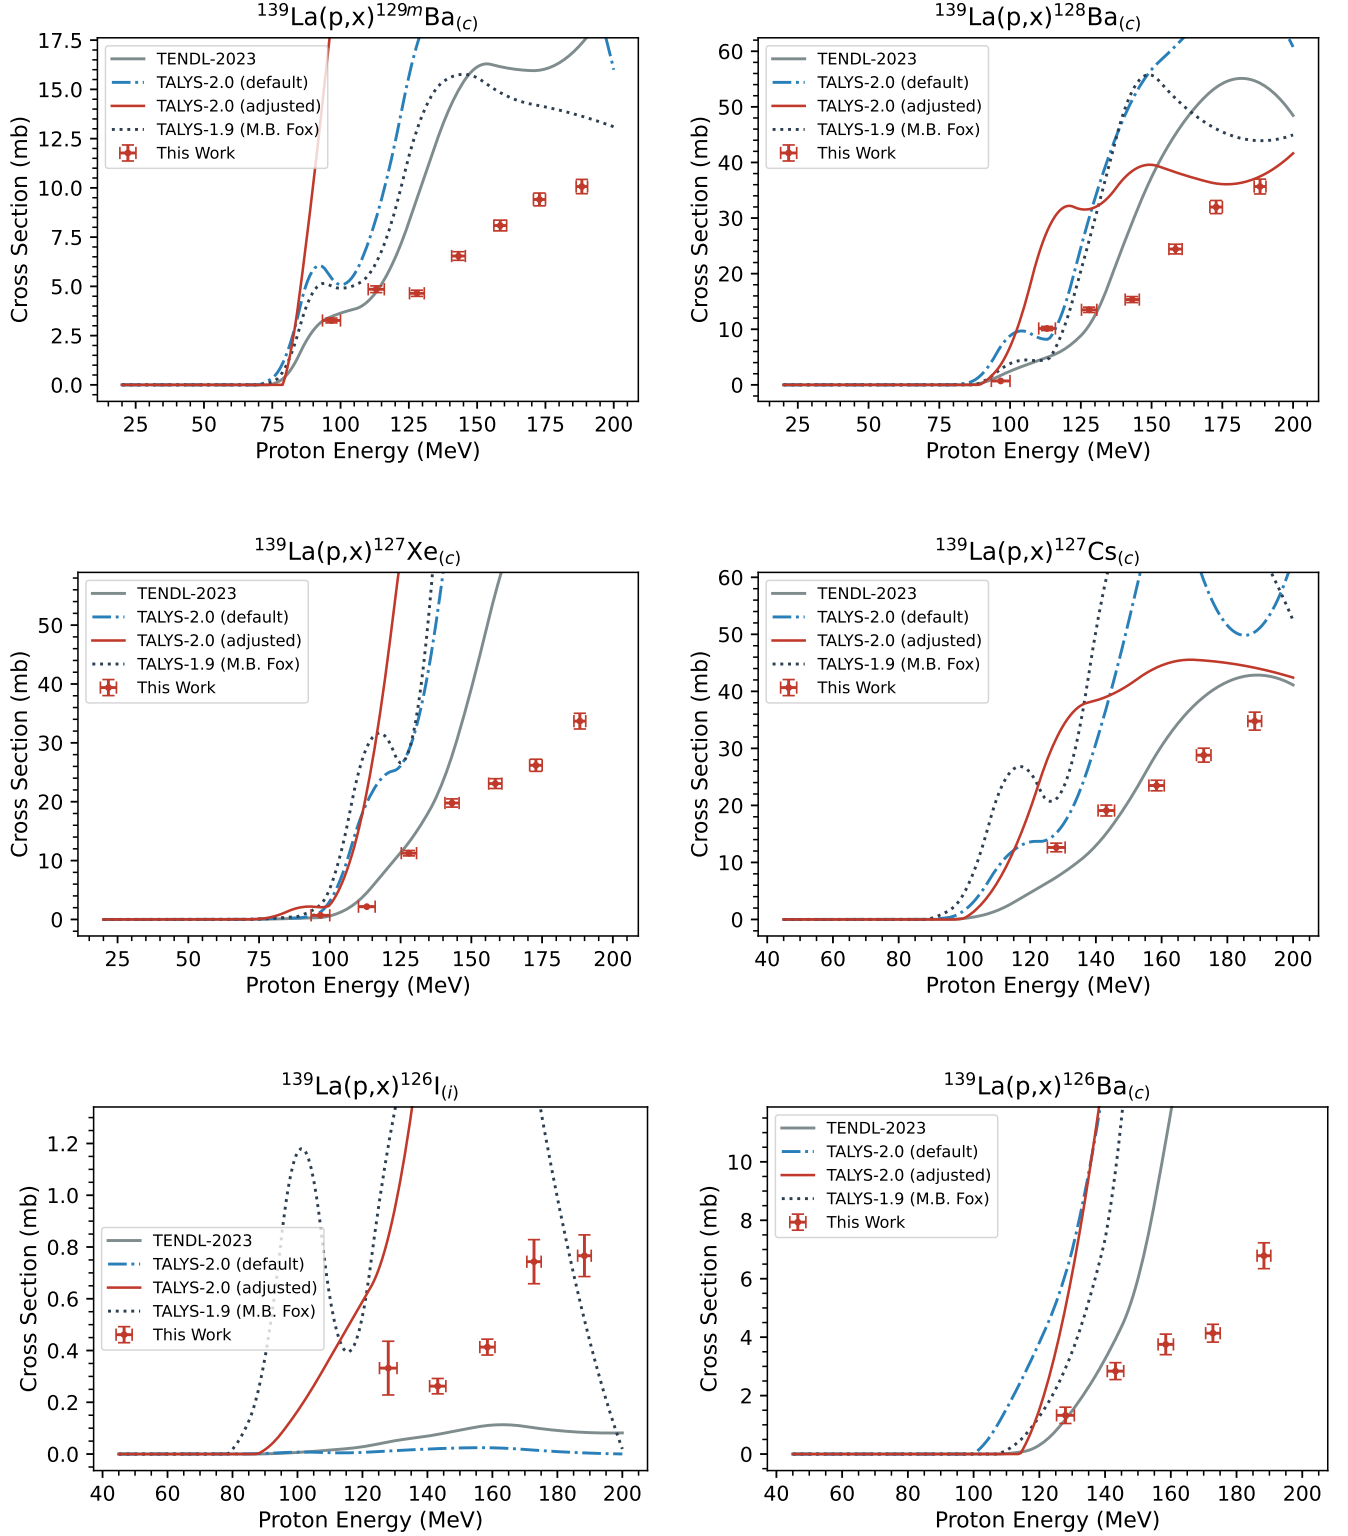 ¹³⁹La(p,x)¹²⁹ᵐBa(c)
17.5
15.0
12.5
10.0
7.5
5.0
2.5
0.0
Cross Section (mb)
TENDL-2023
TALYS-2.0 (default)
TALYS-2.0 (adjusted)
TALYS-1.9 (M.B. Fox)
This Work
25 50 75 100 125 150 175 200
Proton Energy (MeV)
¹³⁹La(p,x)¹²⁸Ba(c)
60
50
40
30
20
10
0
Cross Section (mb)
TENDL-2023
TALYS-2.0 (default)
TALYS-2.0 (adjusted)
TALYS-1.9 (M.B. Fox)
This Work
25 50 75 100 125 150 175 200
Proton Energy (MeV)
¹³⁹La(p,x)¹²⁷Xe(c)
50
40
30
20
10
0
Cross Section (mb)
TENDL-2023
TALYS-2.0 (default)
TALYS-2.0 (adjusted)
TALYS-1.9 (M.B. Fox)
This Work
25 50 75 100 125 150 175 200
Proton Energy (MeV)
¹³⁹La(p,x)¹²⁷Cs(c)
60
50
40
30
20
10
0
Cross Section (mb)
TENDL-2023
TALYS-2.0 (default)
TALYS-2.0 (adjusted)
TALYS-1.9 (M.B. Fox)
This Work
40 60 80 100 120 140 160 180 200
Proton Energy (MeV)
¹³⁹La(p,x)¹²⁶I(i)
1.2
1.0
0.8
0.6
0.4
0.2
0.0
Cross Section (mb)
TENDL-2023
TALYS-2.0 (default)
TALYS-2.0 (adjusted)
TALYS-1.9 (M.B. Fox)
This Work
40 60 80 100 120 140 160 180 200
Proton Energy (MeV)
¹³⁹La(p,x)¹²⁶Ba(c)
10
8
6
4
2
0
Cross Section (mb)
TENDL-2023
TALYS-2.0 (default)
TALYS-2.0 (adjusted)
TALYS-1.9 (M.B. Fox)
This Work
40 60 80 100 120 140 160 180 200
Proton Energy (MeV)